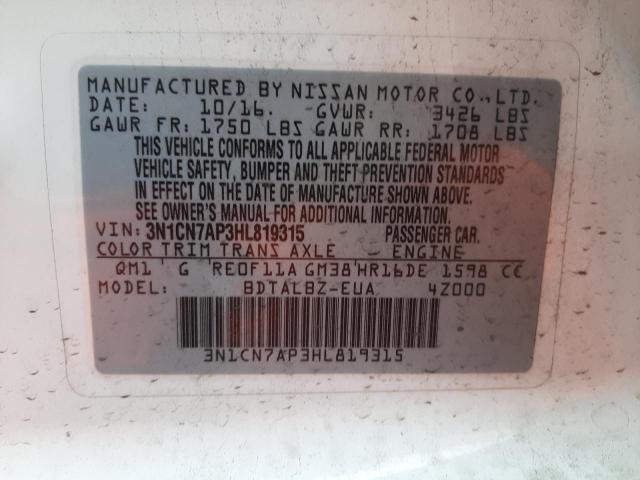 MANUFACTURED BY NISSAN MOTOR CO., LTD.
DATE: 10/16. GVWR: 3426 LBS
GAWR FR: 1750 LBS GAWR RR: 1708 LBS
THIS VEHICLE CONFORMS TO ALL APPLICABLE FEDERAL MOTOR
VEHICLE SAFETY, BUMPER AND THEFT PREVENTION STANDARDS
IN EFFECT ON THE DATE OF MANUFACTURE SHOWN ABOVE.
SEE OWNER'S MANUAL FOR ADDITIONAL INFORMATION.
VIN: 3N1CN7AP3HL819315 PASSENGER CAR.
COLOR TRIM TRANS AXLE ENGINE
QM1 G RE0F11A GM38 HR16DE 1598 CC
MODEL: BDTALBZ-EUA 4Z000
3N1CN7AP3HL819315